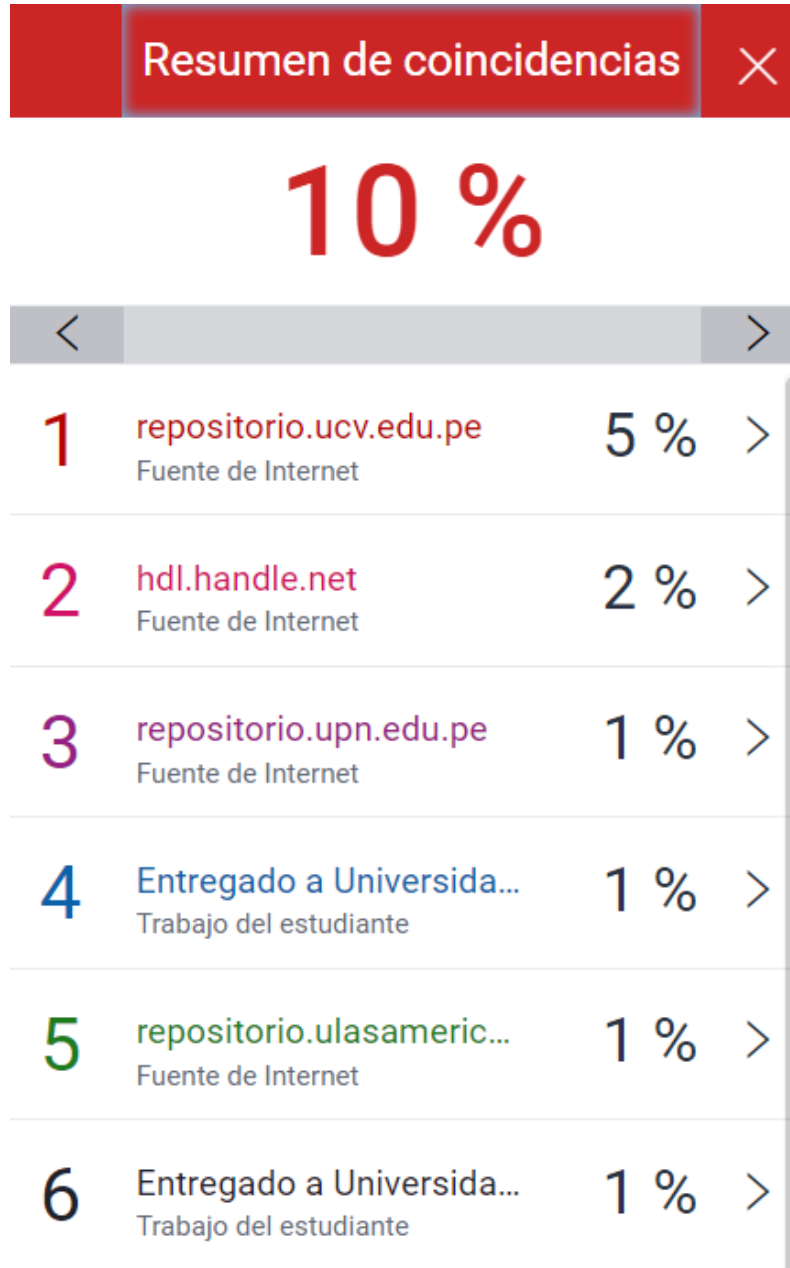 Resumen de coincidencias
10 %
1 repositorio.ucv.edu.pe 5 %
Fuente de Internet
2 hdl.handle.net 2 %
Fuente de Internet
3 repositorio.upn.edu.pe 1 %
Fuente de Internet
4 Entregado a Universida... 1 %
Trabajo del estudiante
5 repositorio.ulasameric... 1 %
Fuente de Internet
6 Entregado a Universida... 1 %
Trabajo del estudiante